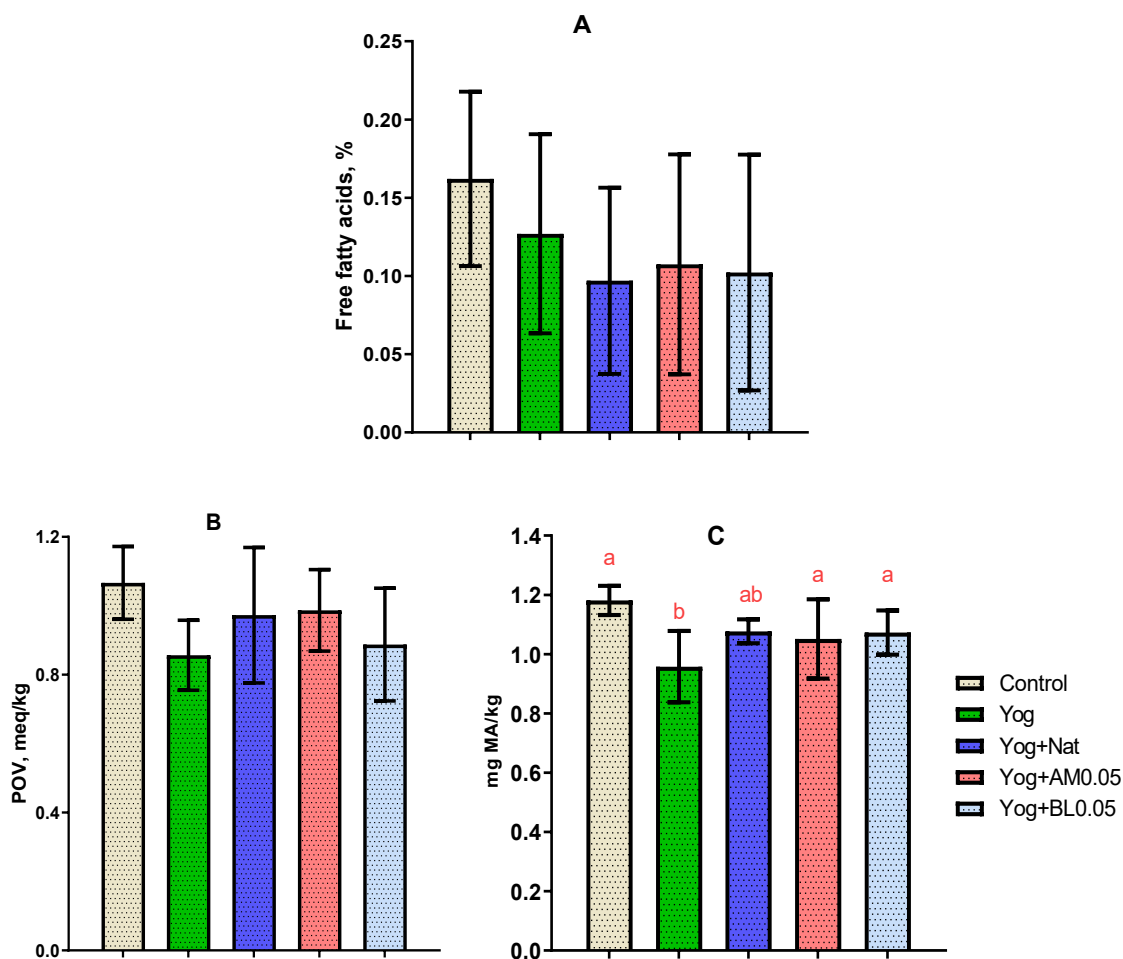 A
Free fatty acids, %
0.25
0.20
0.15
0.10
0.05
0.00
B
POV, meq/kg
1.2
0.8
0.4
0.0
C
mg MA/kg
1.4
1.2
1.0
0.8
0.6
0.4
0.2
0.0
a
b
ab
a
a
Control
Yog
Yog+Nat
Yog+AM0.05
Yog+BL0.05